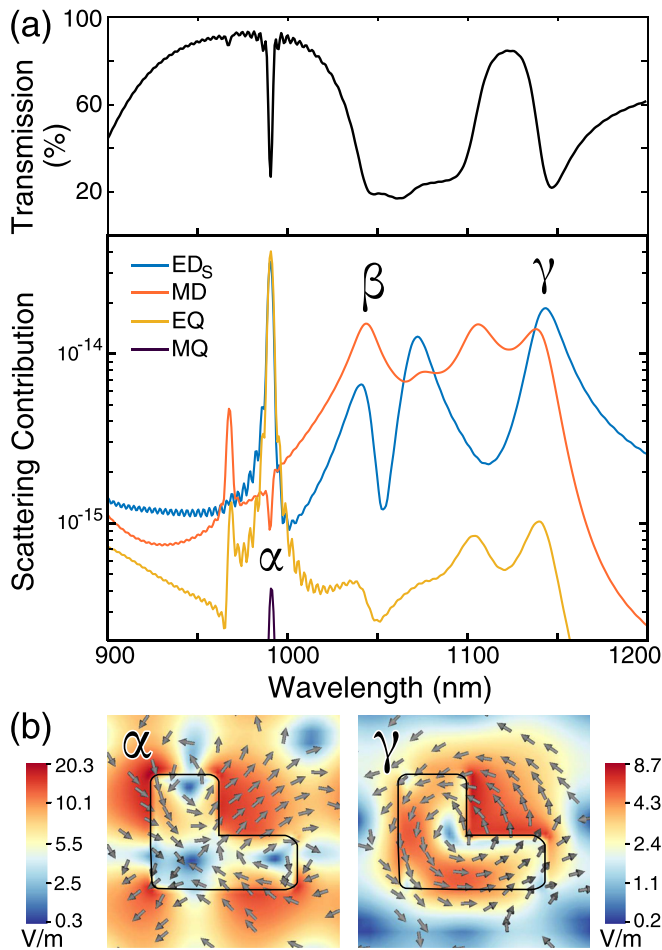 (a)
100
60
20
Transmission
(%)
ED_S
MD
EQ
MQ
α
β
γ
10^-14
10^-15
Scattering Contribution
900
1000
1100
1200
Wavelength (nm)
(b)
α
γ
20.3
10.1
5.5
2.5
0.3
V/m
8.7
4.4
2.2
1.1
0.2
V/m